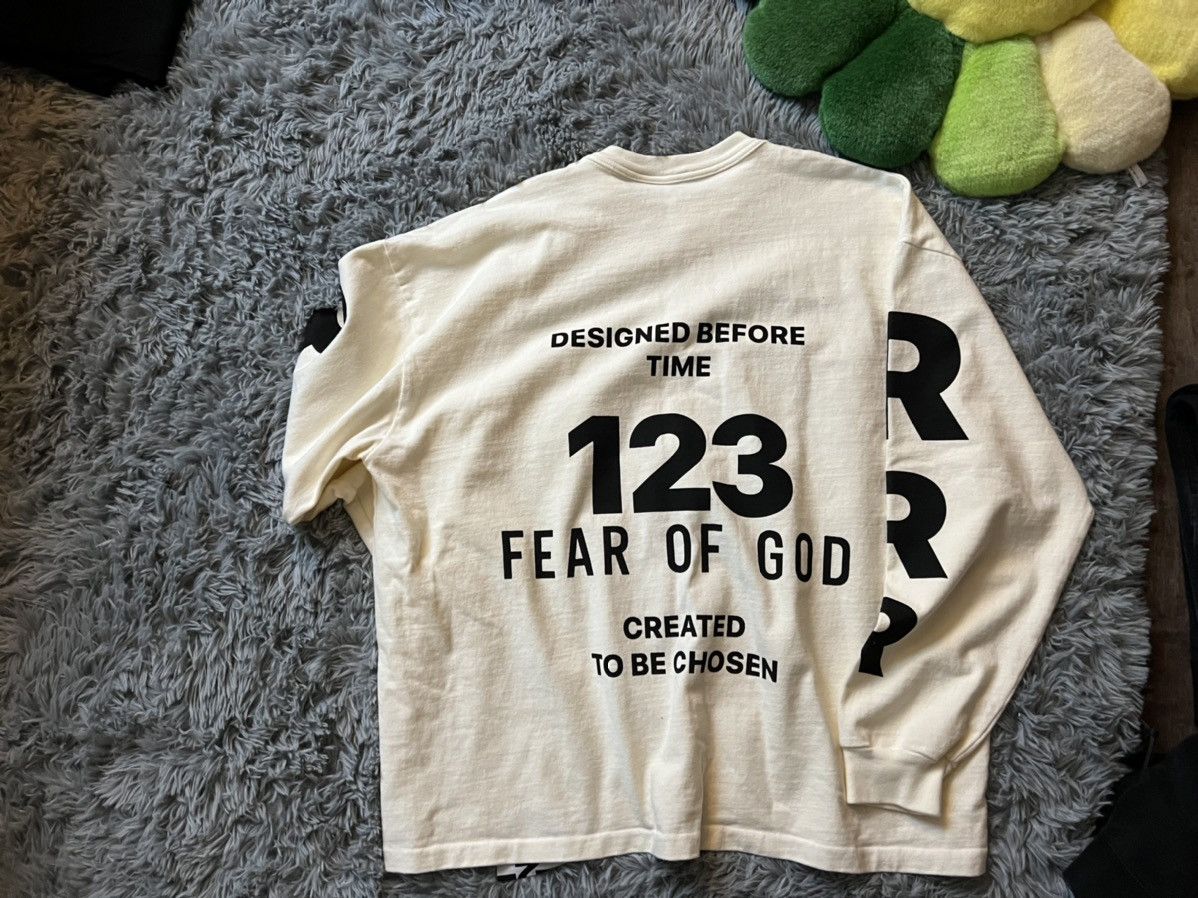 DESIGNED BEFORE
TIME
123
FEAR OF GOD
CREATED
TO BE CHOSEN
R
R
R